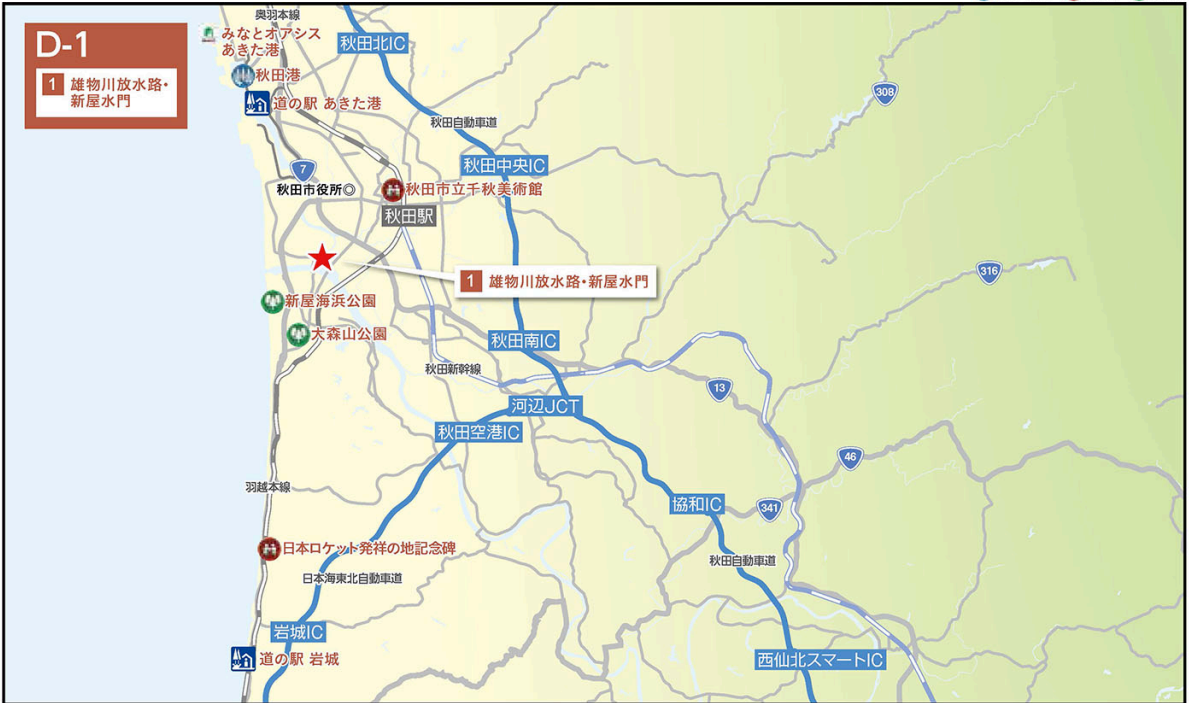 D-1
1 雄物川放水路・
新屋水門
奥羽本線
みなとオアシス
あきた港
秋田北IC
秋田港
道の駅 あきた港
308
秋田自動車道
秋田中央IC
7
秋田市役所◎
秋田市立千秋美術館
秋田駅
1 雄物川放水路・新屋水門
316
新屋海浜公園
大森山公園
秋田南IC
秋田新幹線
13
河辺JCT
秋田空港IC
46
羽越本線
協和IC
341
日本ロケット発祥の地記念碑
秋田自動車道
日本海東北自動車道
岩城IC
道の駅 岩城
西仙北スマートIC